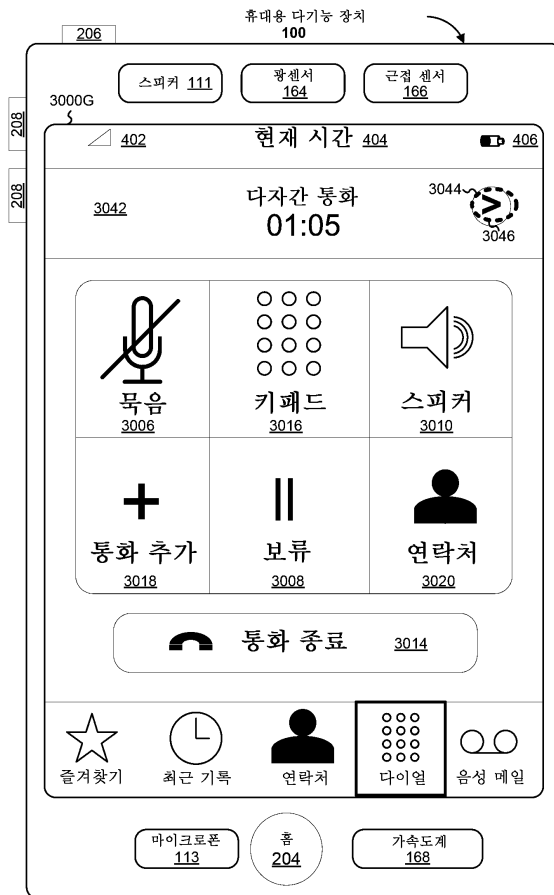 휴대용 다기능 장치
100
206
스피커 111
광센서
164
근접 센서
166
3000G
208
208
402
현재 시간 404
406
3042
다자간 통화
01:05
3044
>
3046
묵음
3006
키패드
3016
스피커
3010
+
통화 추가
3018
보류
3008
연락처
3020
통화 종료 3014
즐겨찾기
최근 기록
연락처
다이얼
음성 메일
마이크로폰
113
홈
204
가속도계
168